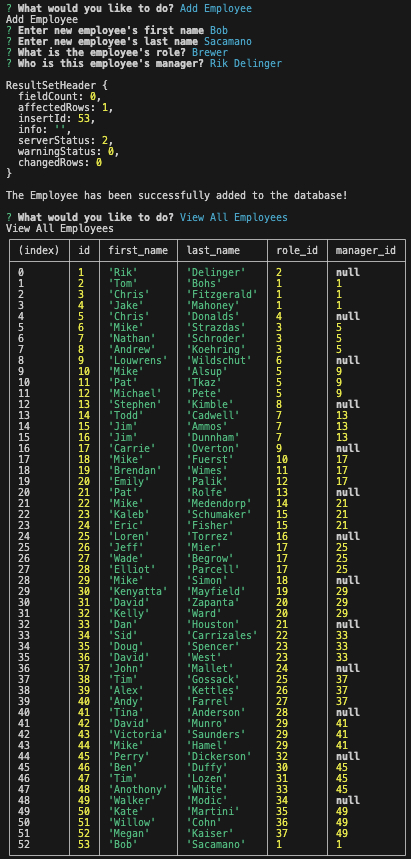 ? What would you like to do? Add Employee
Add Employee
? Enter new employee's first name Bob
? Enter new employee's last name Sacamano
? What is the employee's role? Brewer
? Who is this employee's manager? Rik Delinger
ResultSetHeader {
fieldCount: 0,
affectedRows: 1,
insertId: 53,
info: '',
serverStatus: 2,
warningStatus: 0,
changedRows: 0
}
The Employee has been successfully added to the database!
? What would you like to do? View All Employees
View All Employees
(index) id first_name last_name role_id manager_id
0 1 'Rik' 'Delinger' 2 null
1 2 'Tom' 'Bohs' 1 1
2 3 'Chris' 'Fitzgerald' 1 1
3 4 'Jake' 'Mahoney' 1 1
4 5 'Chris' 'Donalds' 4 null
5 6 'Mike' 'Strazdas' 3 5
6 7 'Nathan' 'Schroder' 3 5
7 8 'Andrew' 'Koehring' 3 5
8 9 'Louwrens' 'Wildschut' 6 null
9 10 'Mike' 'Alsup' 5 9
10 11 'Pat' 'Tkaz' 5 9
11 12 'Michael' 'Pete' 5 9
12 13 'Stephen' 'Kimble' 8 null
13 14 'Todd' 'Cadwell' 7 13
14 15 'Jim' 'Ammos' 7 13
15 16 'Jim' 'Dunnham' 7 13
16 17 'Carrie' 'Overton' 9 null
17 18 'Mike' 'Fuerst' 10 17
18 19 'Brendan' 'Wimes' 11 17
19 20 'Emily' 'Palik' 12 17
20 21 'Pat' 'Rolfe' 13 null
21 22 'Mike' 'Medendorp' 14 21
22 23 'Kaleb' 'Schumaker' 15 21
23 24 'Eric' 'Fisher' 15 21
24 25 'Loren' 'Torrez' 16 null
25 26 'Jeff' 'Mier' 17 25
26 27 'Wade' 'Begrow' 17 25
27 28 'Elliot' 'Parcell' 17 25
28 29 'Mike' 'Simon' 18 null
29 30 'Kenyatta' 'Mayfield' 19 29
30 31 'David' 'Zapanta' 20 29
31 32 'Kelly' 'Ward' 20 29
32 33 'Dan' 'Houston' 21 null
33 34 'Sid' 'Carrizales' 22 33
34 35 'Doug' 'Spencer' 23 33
35 36 'David' 'West' 23 33
36 37 'John' 'Mallet' 24 null
37 38 'Tim' 'Gossack' 25 37
38 39 'Alex' 'Kettles' 26 37
39 40 'Andy' 'Farrel' 27 37
40 41 'Tina' 'Anderson' 28 null
41 42 'David' 'Munro' 29 41
42 43 'Victoria' 'Saunders' 29 41
43 44 'Mike' 'Hamel' 29 41
44 45 'Perry' 'Dickerson' 32 null
45 46 'Ben' 'Duffy' 30 45
46 47 'Tim' 'Lozen' 31 45
47 48 'Anothony' 'White' 33 45
48 49 'Walker' 'Modic' 34 null
49 50 'Kate' 'Martini' 35 49
50 51 'Willow' 'Cohn' 36 49
51 52 'Megan' 'Kaiser' 37 49
52 53 'Bob' 'Sacamano' 1 1